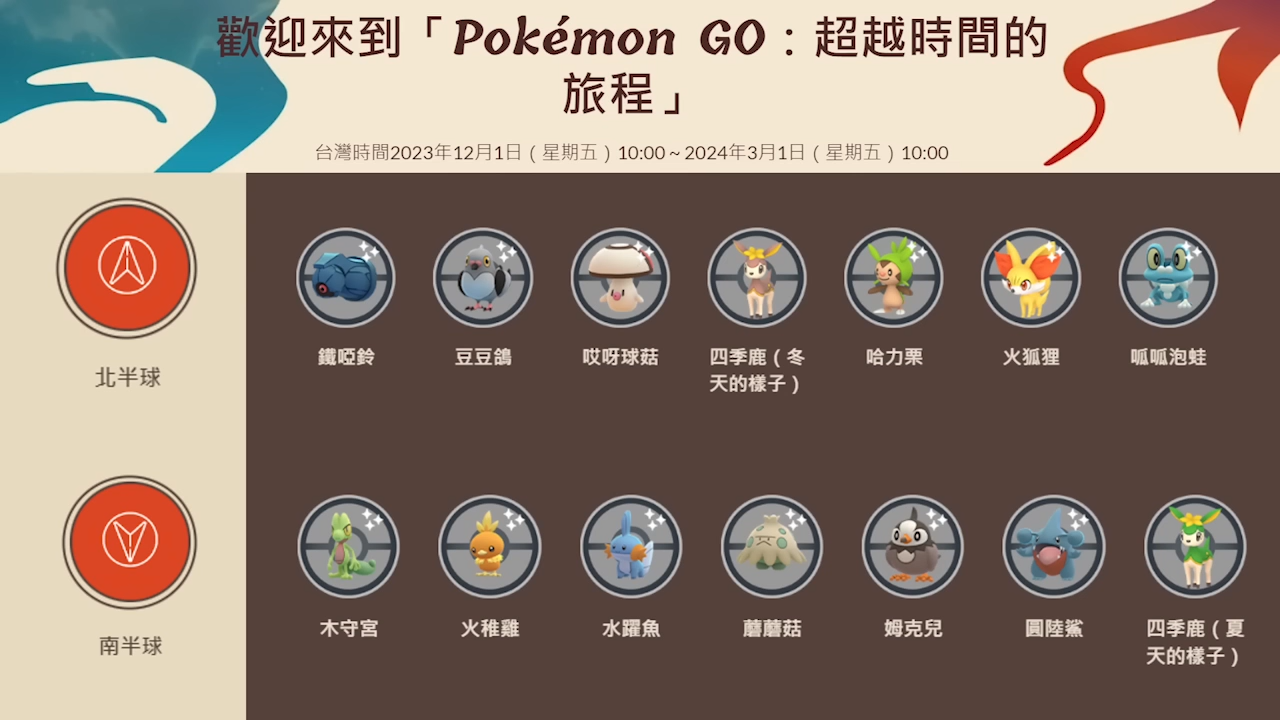 歡迎來到「Pokémon GO：超越時間的
旅程」
台灣時間2023年12月1日（星期五）10:00 ~ 2024年3月1日（星期五）10:00
北半球
鐵啞鈴
豆豆鴿
哎呀球菇
四季鹿（冬
天的樣子）
哈力栗
火狐狸
呱呱泡蛙
南半球
木守宮
火稚雞
水躍魚
蘑蘑菇
姆克兒
圓陸鯊
四季鹿（夏
天的樣子）